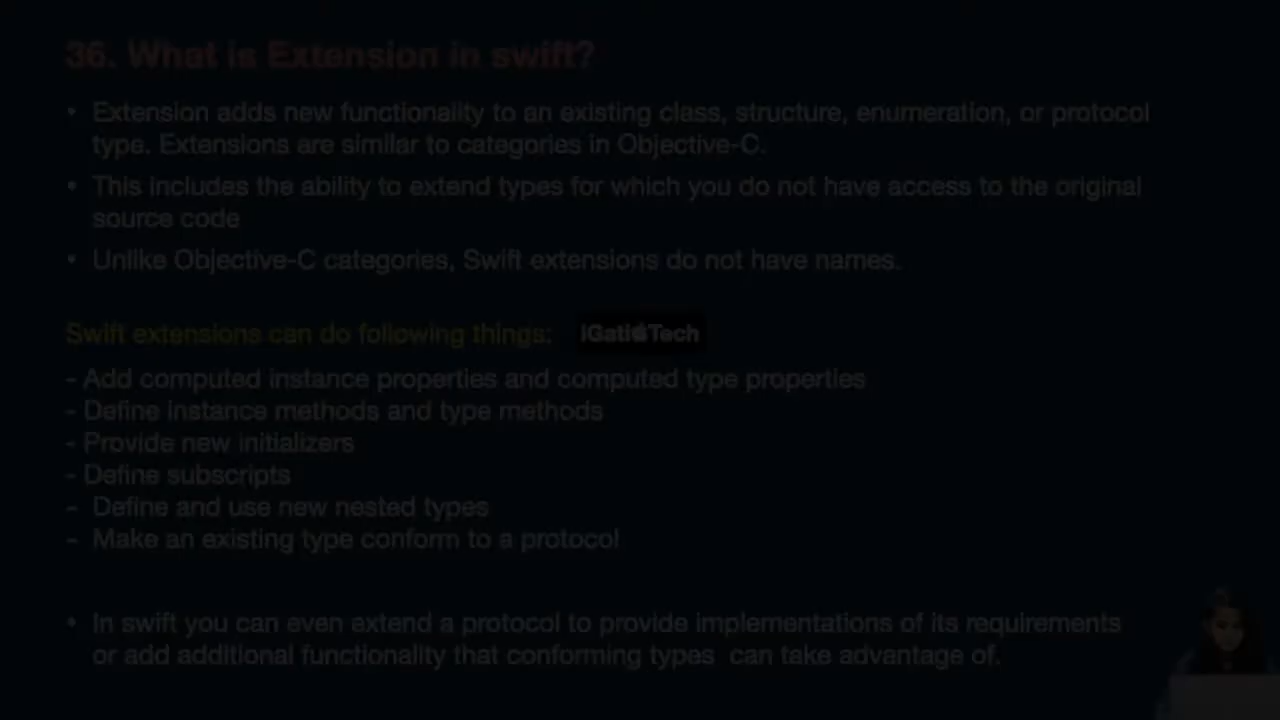 36. What is Extension in swift?
• Extension adds new functionality to an existing class, structure, enumeration, or protocol
type. Extensions are similar to categories in Objective-C.
• This includes the ability to extend types for which you do not have access to the original
source code
• Unlike Objective-C categories, Swift extensions do not have names.
Swift extensions can do following things:
iGatiTech
- Add computed instance properties and computed type properties
- Define instance methods and type methods
- Provide new initializers
- Define subscripts
- Define and use new nested types
- Make an existing type conform to a protocol
• In swift you can even extend a protocol to provide implementations of its requirements
or add additional functionality that conforming types can take advantage of.